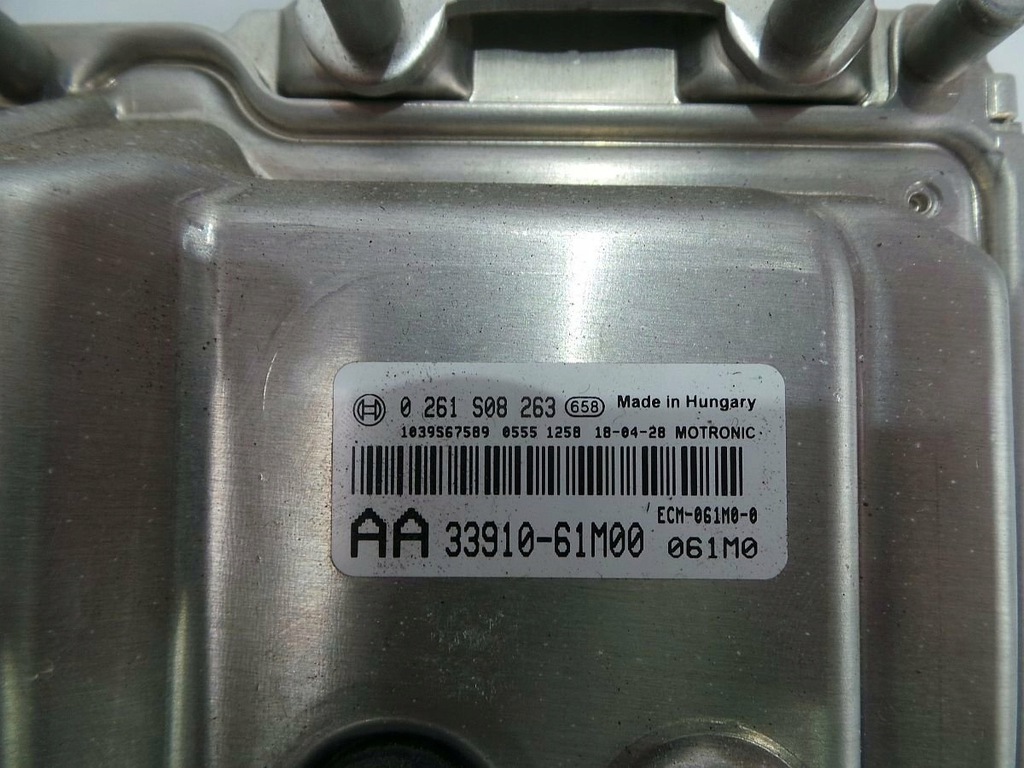 0 261 S08 263 658 Made in Hungary
1039S67589 0555 1258 18-04-28 MOTRONIC
ECM-061M0-0
AA 33910-61M00 061M0